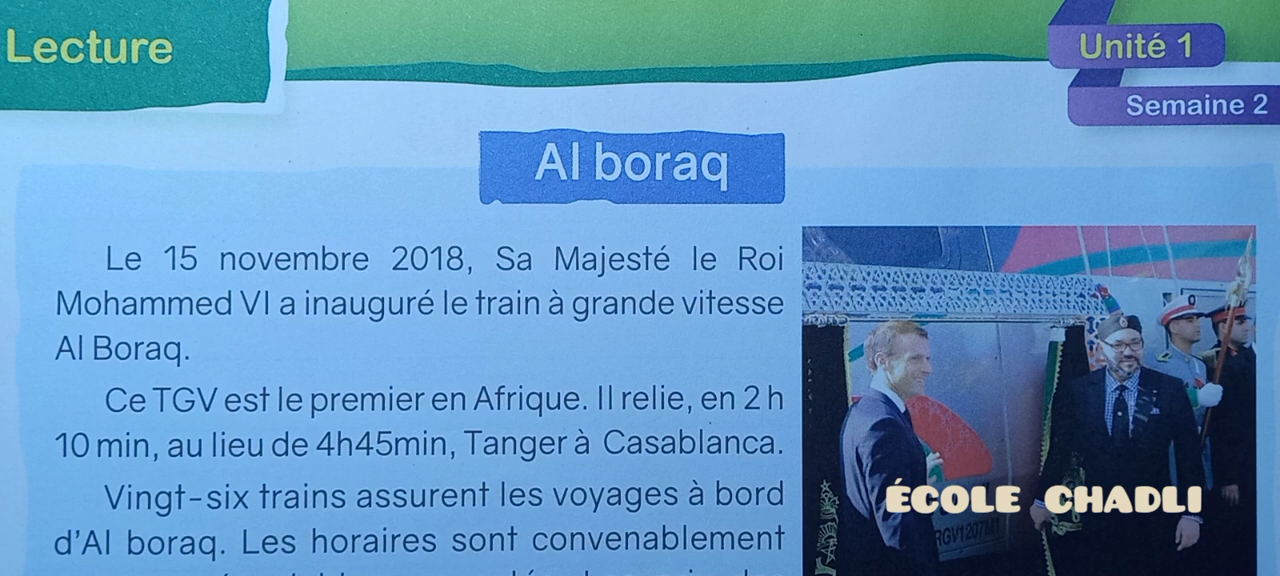 Lecture
Unité 1
Semaine 2
Al boraq
Le 15 novembre 2018, Sa Majesté le Roi
Mohammed VI a inauguré le train à grande vitesse
Al Boraq.
Ce TGV est le premier en Afrique. Il relie, en 2 h
10 min, au lieu de 4h45min, Tanger à Casablanca.
Vingt-six trains assurent les voyages à bord
d'Al boraq. Les horaires sont convenablement
ÉCOLE CHADLI
RGV1207M1